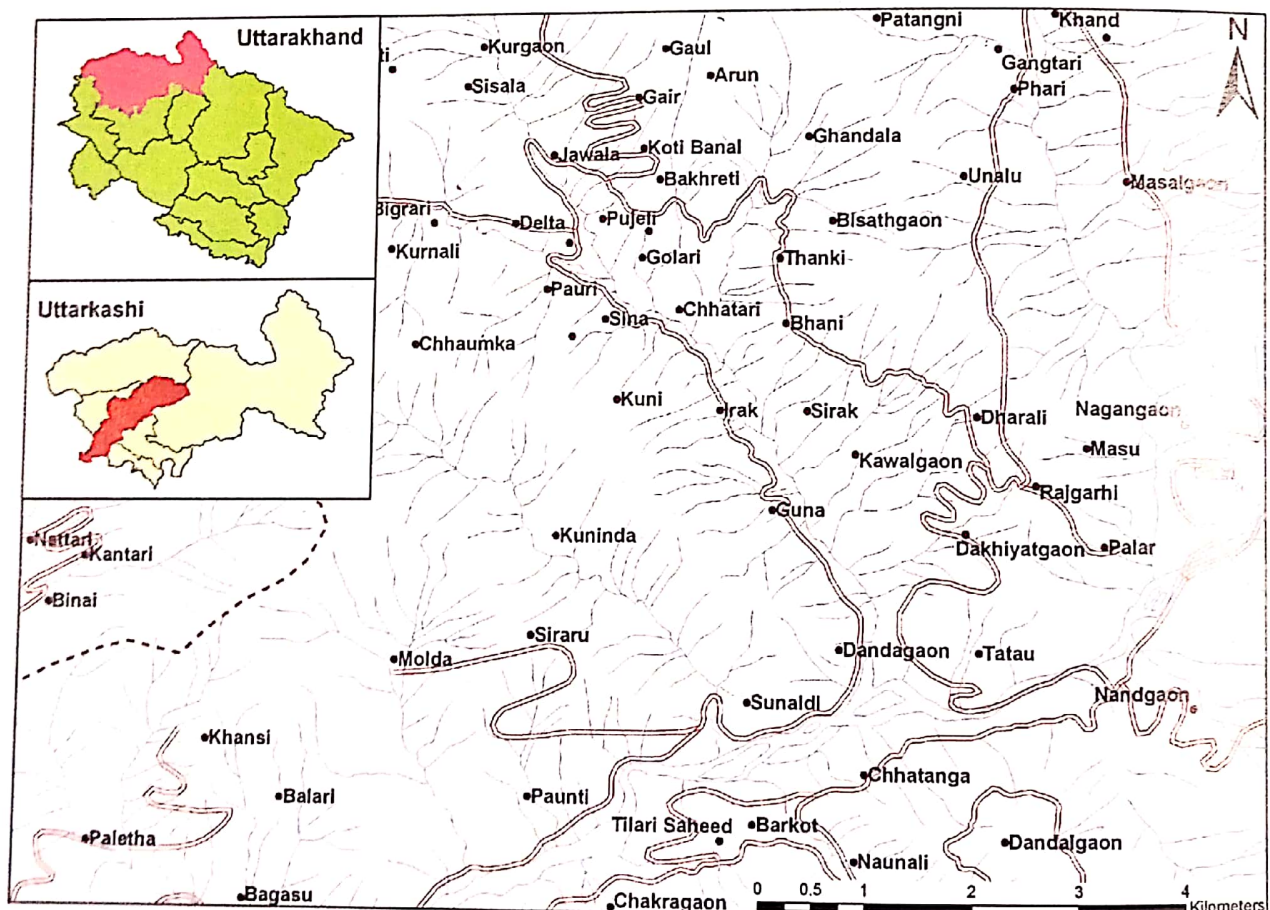 Uttarakhand
Uttarkashi
N
Patangni
Khand
Kurgaon
Gaul
Gangtari
ti
Arun
Sisala
Phari
Gair
Ghandala
Koti Banal
Jawala
Bakhreti
Unalu
Masalgaon
Bigrari
Delta
Pujeli
Bisathgaon
Kurnali
Golari
Thanki
Pauri
Chhatari
Sina
Bhani
Chhaumka
Kuni
Irak
Sirak
Dharali
Nagangaon
Masu
Kawalgaon
Rajgarhi
Guna
Nattari
Kantari
Kuninda
Dakhiyatgaon
Palar
Binai
Siraru
Molda
Dandagaon
Tatau
Sunaldi
Nandgaon
Khansi
Chhatanga
Balari
Paunti
Tilari Saheed
Barkot
Paletha
Dandalgaon
Naunali
Bagasu
Chakragaon
0 0.5 1 2 3 4
Kilometers